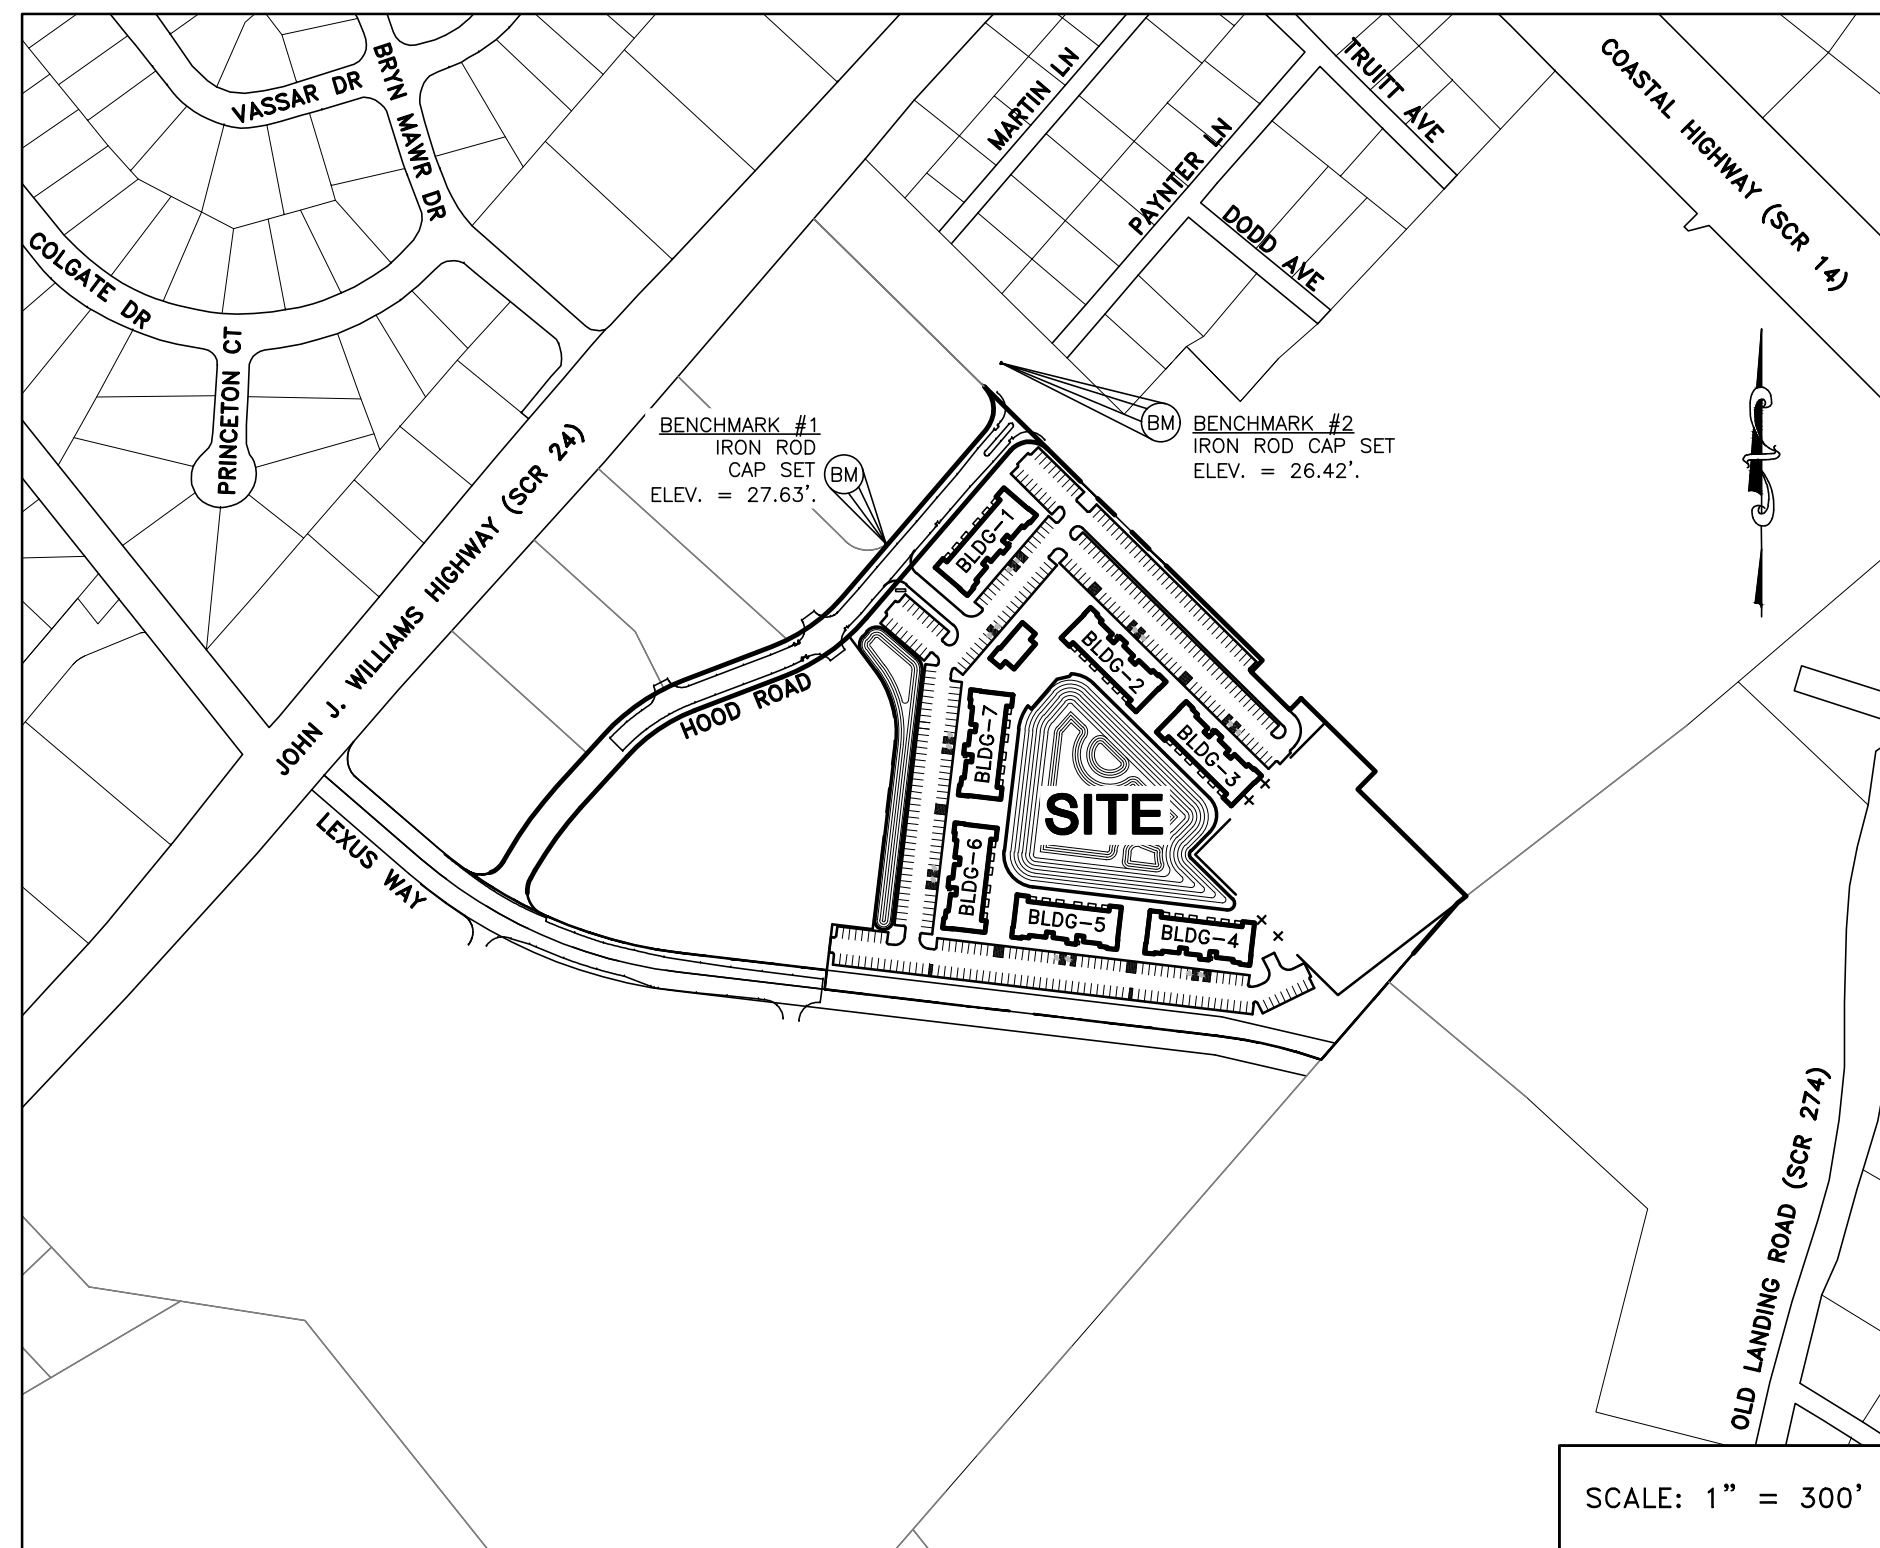 VASSAR DR
BRYN MAWR DR
COLGATE DR
PRINCETON CT
MARTIN LN
PAYNTER LN
TRUITT AVE
DODD AVE
COASTAL HIGHWAY (SCR 14)
JOHN J. WILLIAMS HIGHWAY (SCR 24)
BENCHMARK #1
IRON ROD
CAP SET
ELEV. = 27.63'.
BM
BM
BENCHMARK #2
IRON ROD CAP SET
ELEV. = 26.42'.
BLDG-1
BLDG-2
BLDG-3
BLDG-7
HOOD ROAD
SITE
LEXUS WAY
BLDG-6
BLDG-5
BLDG-4
OLD LANDING ROAD (SCR 274)
SCALE: 1" = 300'